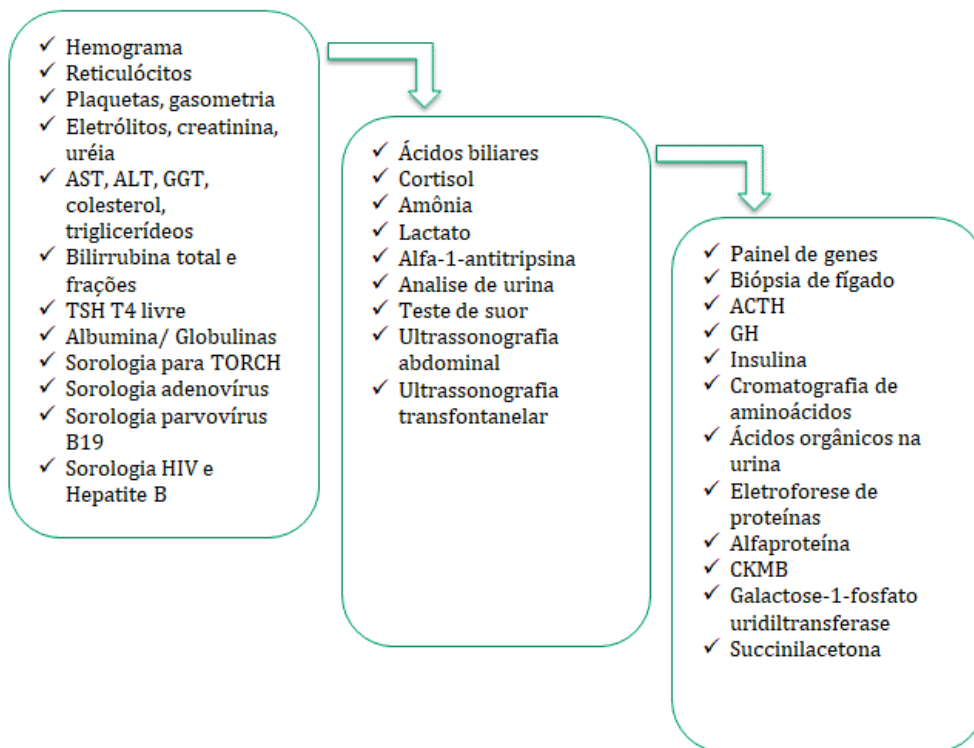 ✓ Hemograma
✓ Reticulócitos
✓ Plaquetas, gasometria
✓ Eletrólitos, creatinina,
uréia
✓ AST, ALT, GGT,
colesterol,
triglicerídeos
✓ Bilirrubina total e
frações
✓ TSH T4 livre
✓ Albumina/ Globulinas
✓ Sorologia para TORCH
✓ Sorologia adenovírus
✓ Sorologia parvovírus
B19
✓ Sorologia HIV e
Hepatite B
✓ Ácidos biliares
✓ Cortisol
✓ Amônia
✓ Lactato
✓ Alfa-1-antitripsina
✓ Analise de urina
✓ Teste de suor
✓ Ultrassonografia
abdominal
✓ Ultrassonografia
transfontanelar
✓ Painel de genes
✓ Biópsia de fígado
✓ ACTH
✓ GH
✓ Insulina
✓ Cromatografia de
aminoácidos
✓ Ácidos orgânicos na
urina
✓ Eletroforese de
proteínas
✓ Alfaproteína
✓ CKMB
✓ Galactose-1-fosfato
uridiltransferase
✓ Succinilacetona